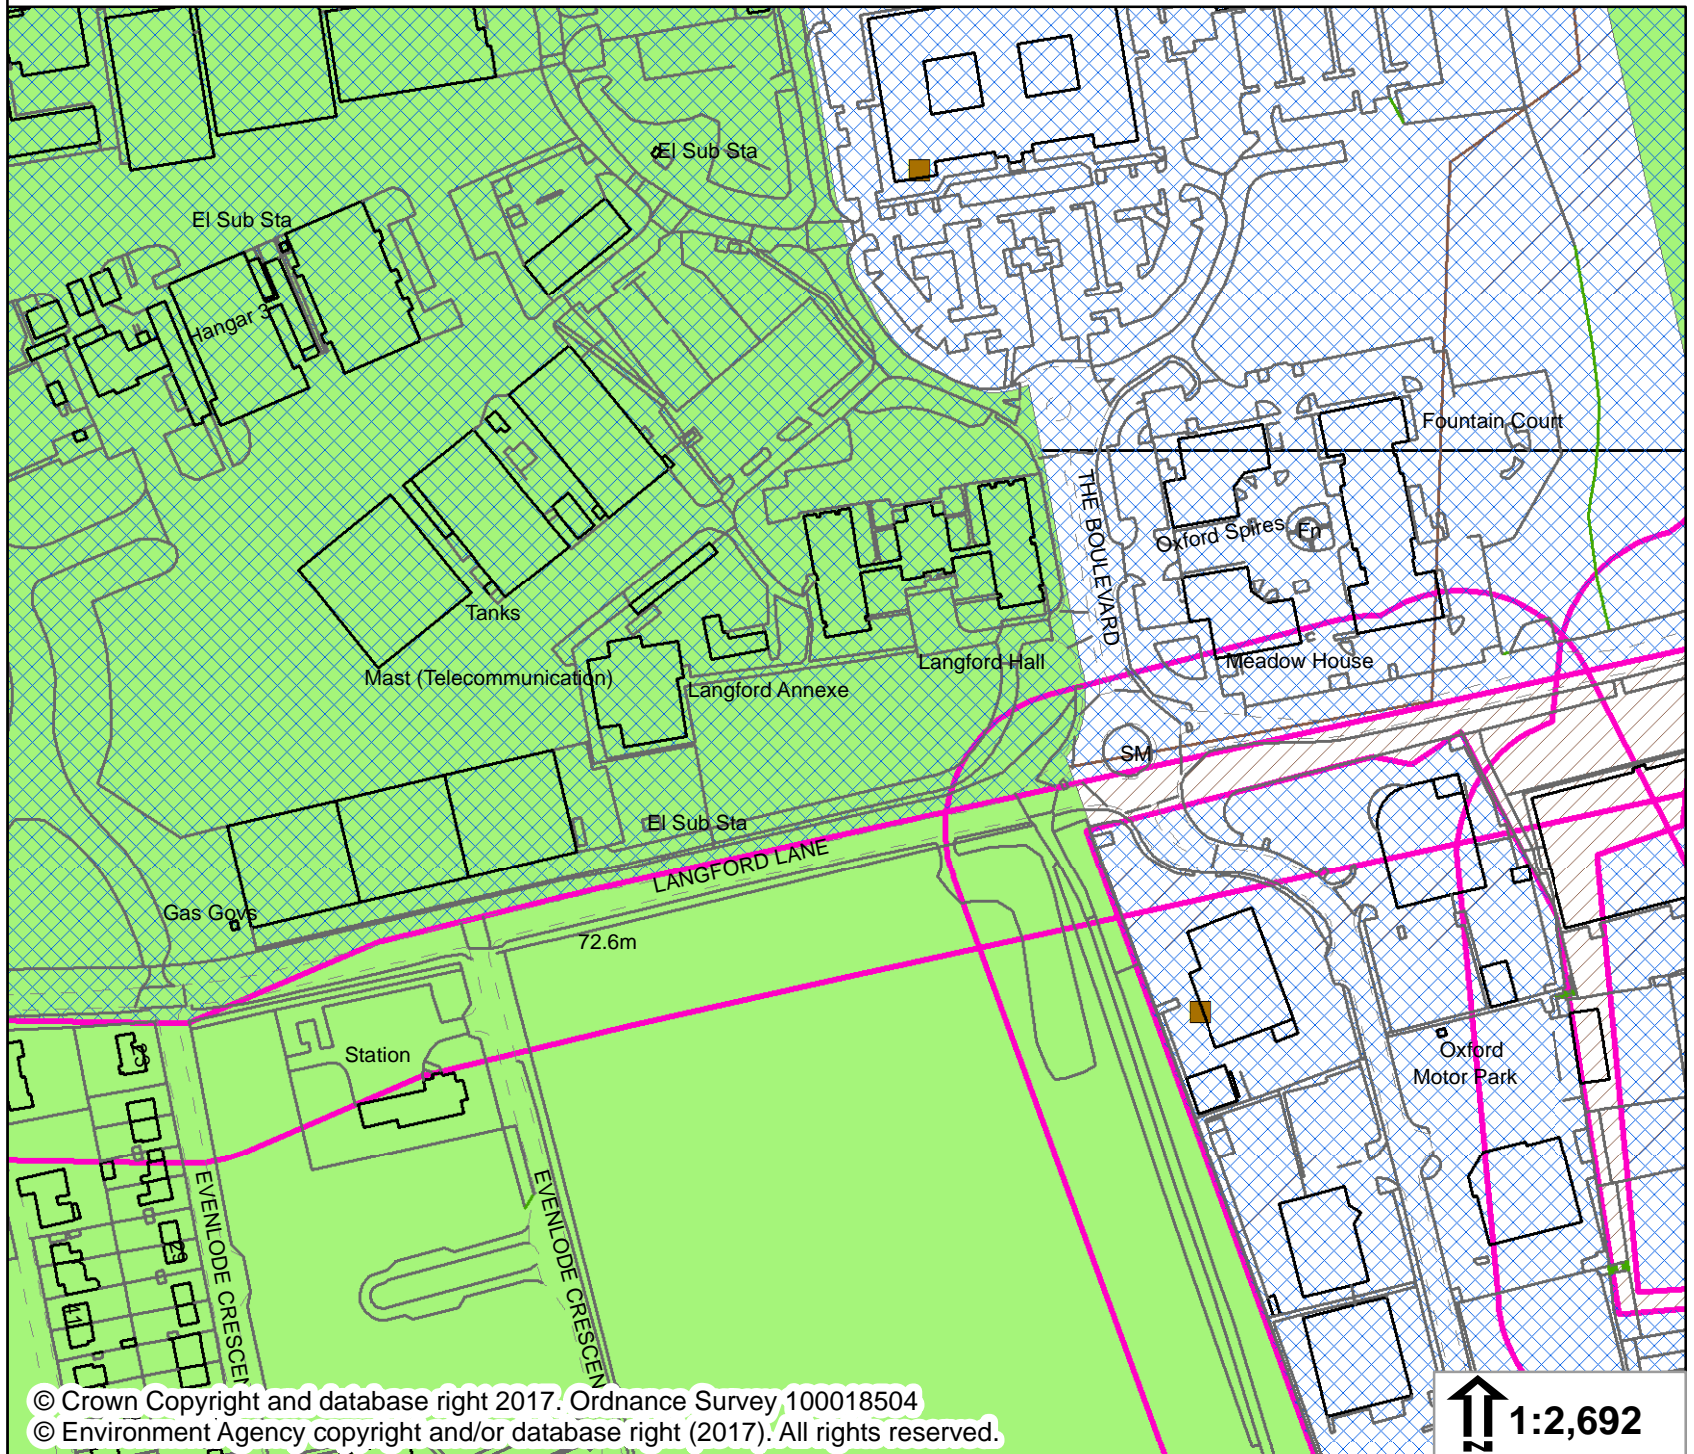 El Sub Sta
El Sub Sta
Hangar 3
Fountain Court
THE BOULEVARD
Oxford Spires
Fn
Tanks
Langford Hall
Meadow House
Mast (Telecommunication)
Langford Annexe
SM
El Sub Sta
LANGFORD LANE
Gas Govs
72.6m
Station
23
Oxford
Motor Park
EVENLODE CRESCEN
EVENLODE CRESCEN
29
41
© Crown Copyright and database right 2017. Ordnance Survey 100018504
© Environment Agency copyright and/or database right (2017). All rights reserved.
1:2,692
N